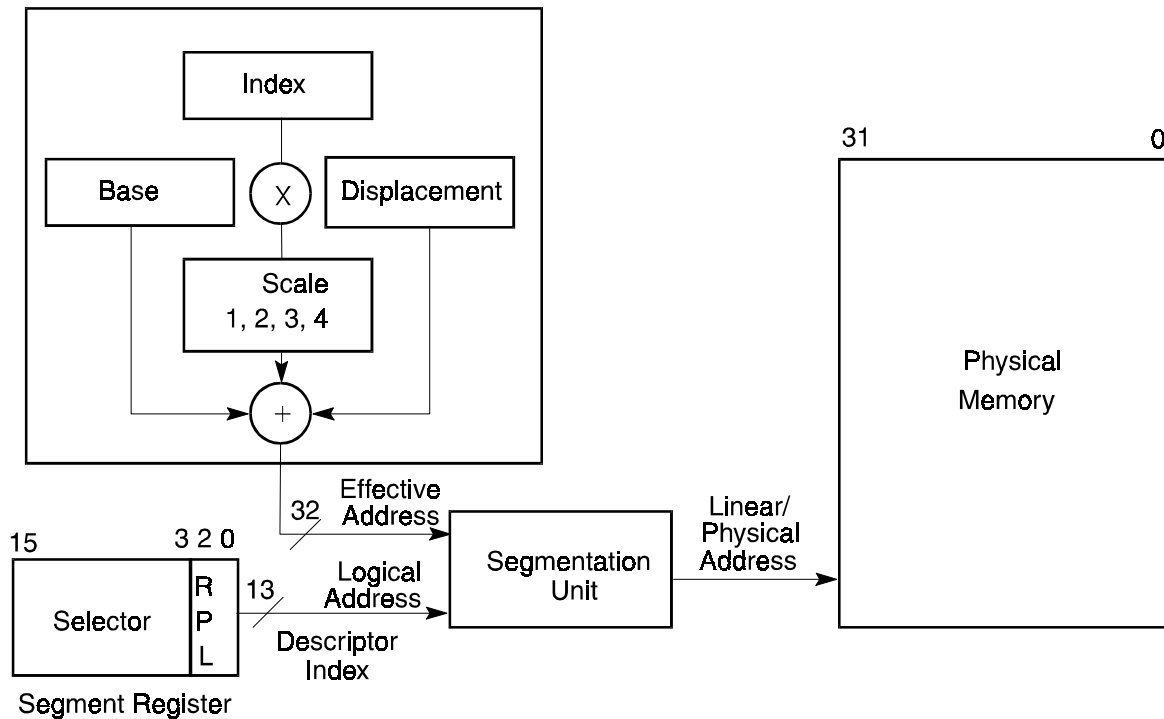 Index
Base
X
Displacement
Scale
1, 2, 3, 4
+
31
0
Physical
Memory
32
Effective
Address
15
3 2 0
Selector
R
P
L
Segment Register
13
Logical
Address
Descriptor
Index
Segmentation
Unit
Linear/
Physical
Address